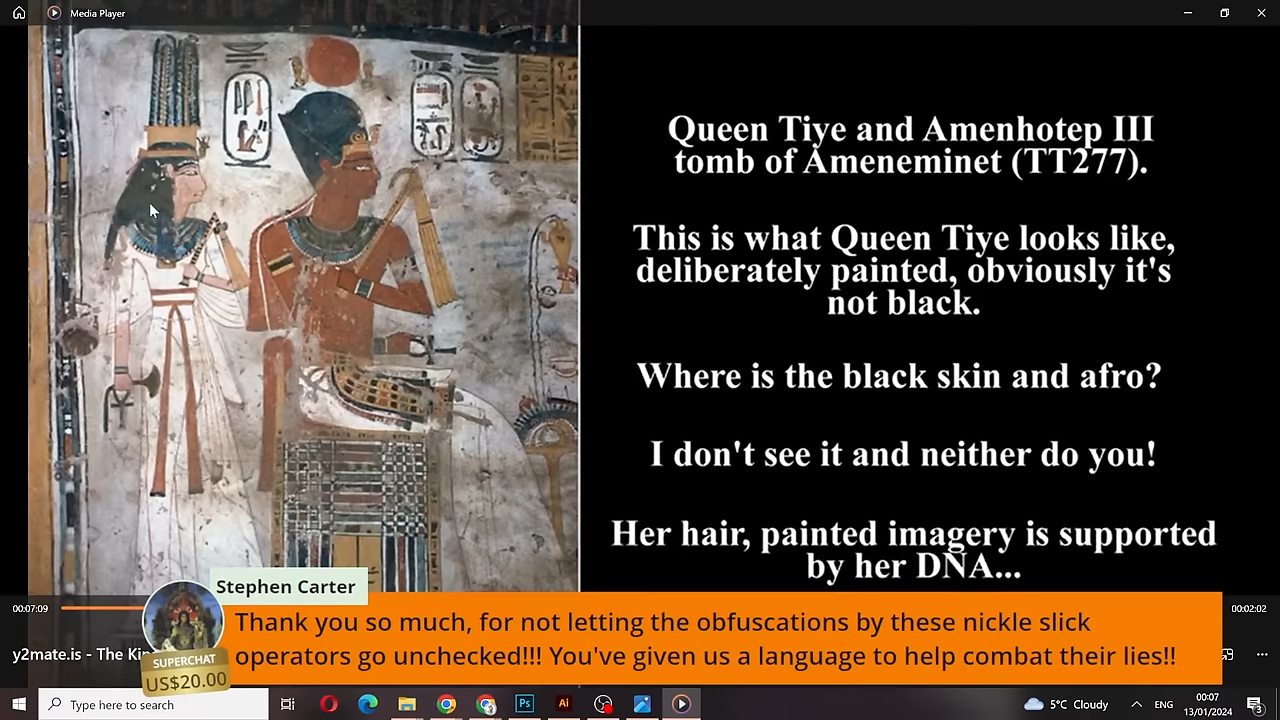 Media Player
Queen Tiye and Amenhotep III
tomb of Ameneminet (TT277).
This is what Queen Tiye looks like,
deliberately painted, obviously it's
not black.
Where is the black skin and afro?
I don't see it and neither do you!
Her hair, painted imagery is supported
by her DNA...
Stephen Carter
00:07:09
00:02:02
Thank you so much, for not letting the obfuscations by these nickle slick
operators go unchecked!!! You've given us a language to help combat their lies!!
y2mate.is - The Kin
SUPERCHAT
US$20.00
Type here to search
Ps
Ai
5°C Cloudy
ENG
00:07
13/01/2024
3